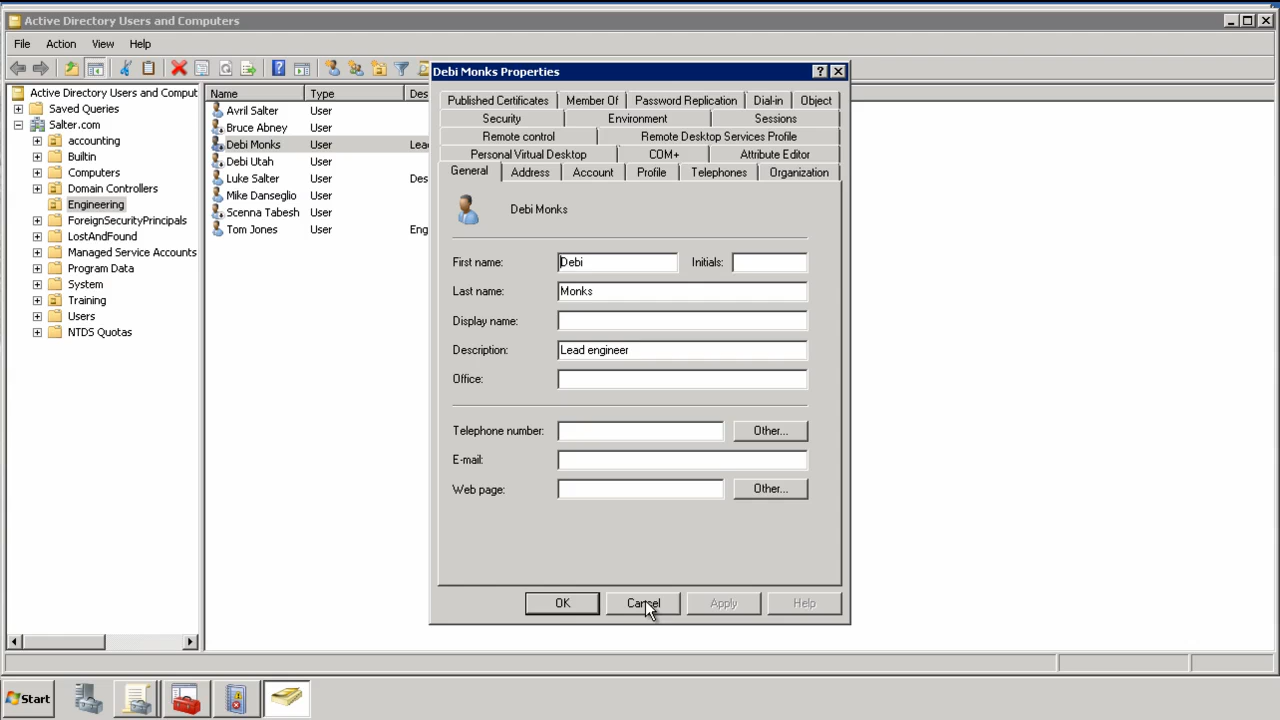 Active Directory Users and Computers
File Action View Help
Active Directory Users and Comput
Saved Queries
Salter.com
accounting
Builtin
Computers
Domain Controllers
Engineering
ForeignSecurityPrincipals
LostAndFound
Managed Service Accounts
Program Data
System
Training
Users
NTDS Quotas
Name Type Des
Avril Salter User
Bruce Abney User
Debi Monks User Lea
Debi Utah User
Luke Salter User Des
Mike Danseglio User
Scenna Tabesh User
Tom Jones User Eng
Debi Monks Properties
Published Certificates Member Of Password Replication Dial-in Object
Security Environment Sessions
Remote control Remote Desktop Services Profile
Personal Virtual Desktop COM+ Attribute Editor
General Address Account Profile Telephones Organization
Debi Monks
First name: Debi Initials:
Last name: Monks
Display name:
Description: Lead engineer
Office:
Telephone number: Other...
E-mail:
Web page: Other...
OK Cancel Apply Help
Start